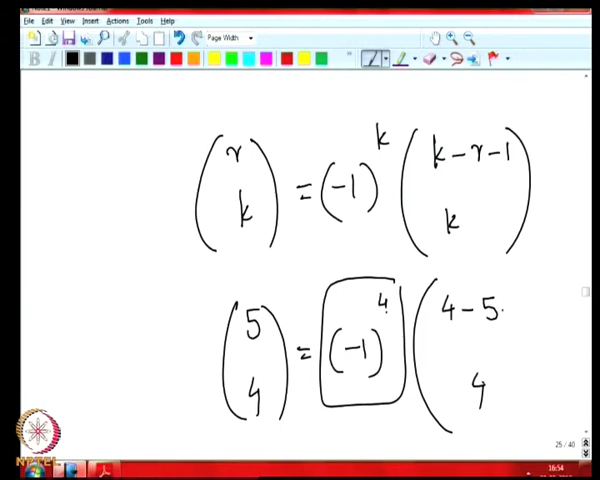 File Edit View Insert Actions Tools Help
Page Width
B I
(r k) = (-1)^k (k-r-1 k)
(5 4) = (-1)^4 (4-5. 4
25 / 40
NPTEL
16:54